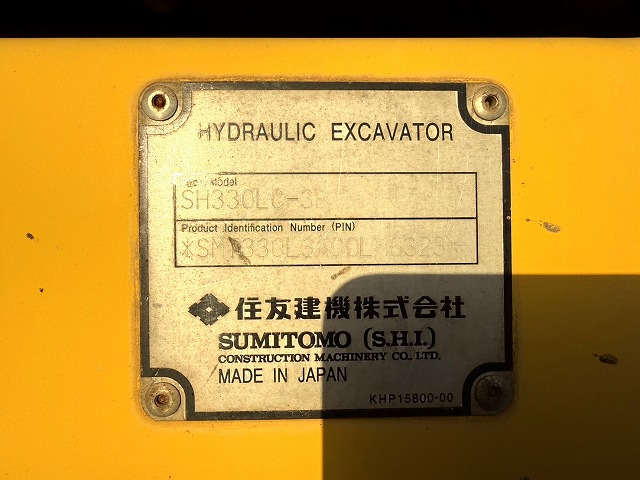 HYDRAULIC EXCAVATOR
Model
SH330LC-3B
Product Identification Number (PIN)
住友建機株式会社
SUMITOMO (S.H.I.)
CONSTRUCTION MACHINERY CO., LTD.
MADE IN JAPAN
KHP15800-00